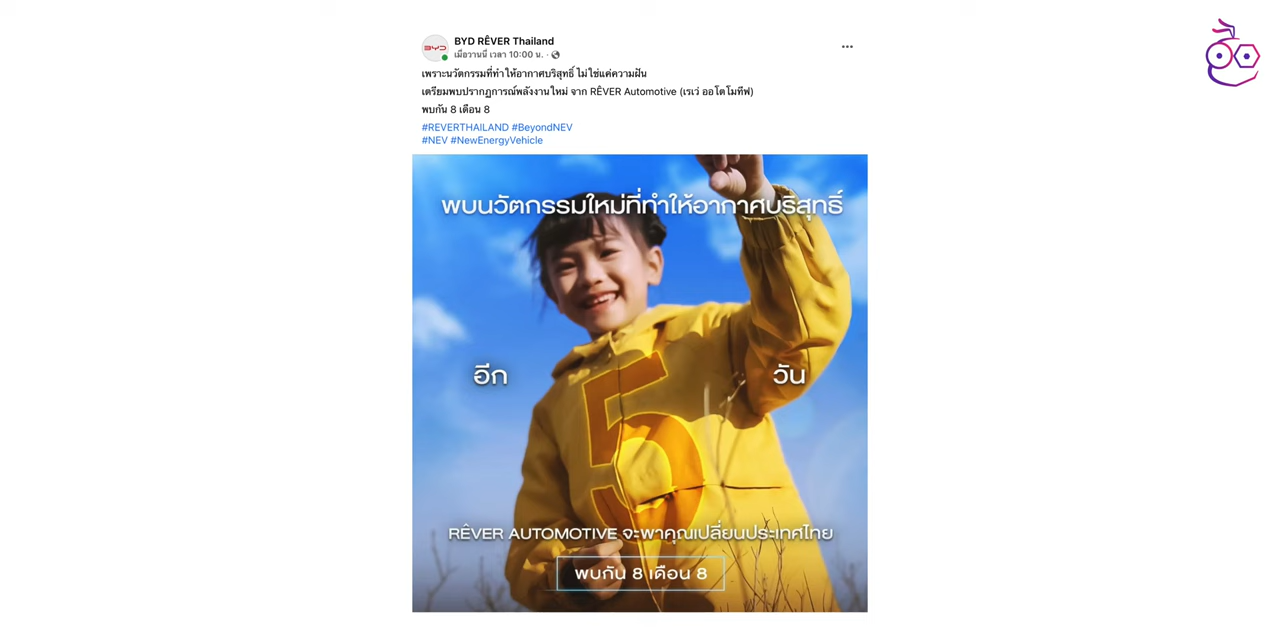 BYD RÊVER Thailand
เมื่อวานนี้ เวลา 10:00 น. ·
เพราะนวัตกรรมที่ทำให้อากาศบริสุทธิ์ ไม่ใช่แค่ความฝัน
เตรียมพบปรากฏการณ์พลังงานใหม่ จาก RÊVER Automotive (เรเว่ ออโตโมทีฟ)
พบกัน 8 เดือน 8
#REVERTHAILAND #BeyondNEV
#NEV #NewEnergyVehicle
พบนวัตกรรมใหม่ที่ทำให้อากาศบริสุทธิ์
อีก 5 วัน
RÊVER AUTOMOTIVE จะพาคุณเปลี่ยนประเทศไทย
พบกัน 8 เดือน 8
BYD